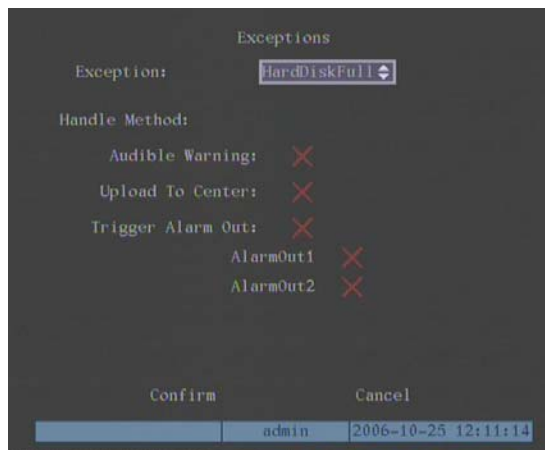 Exceptions
Exception: HardDiskFull
Handle Method:
Audible Warning:
Upload To Center:
Trigger Alarm Out:
AlarmOut1
AlarmOut2
Confirm Cancel
admin 2006-10-25 12:11:14